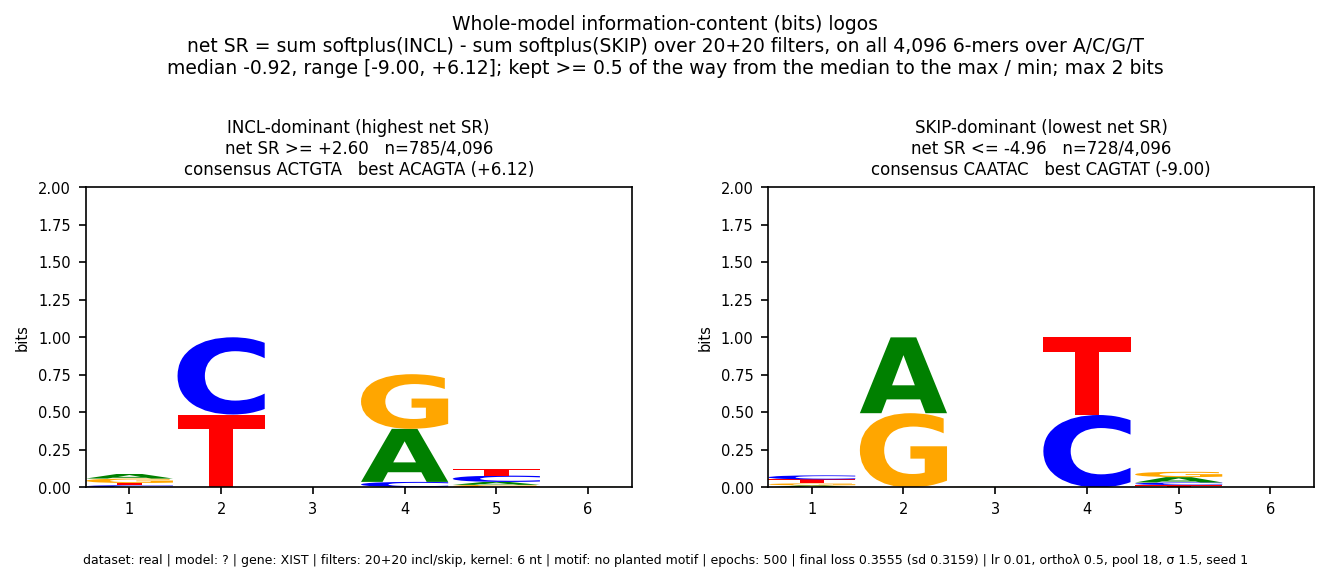 Whole-model information-content (bits) logos
net SR = sum softplus(INCL) - sum softplus(SKIP) over 20+20 filters, on all 4,096 6-mers over A/C/G/T
median -0.92, range [-9.00, +6.12]; kept >= 0.5 of the way from the median to the max / min; max 2 bits
INCL-dominant (highest net SR)
net SR >= +2.60 n=785/4,096
consensus ACTGTA best ACAGTA (+6.12)
2.00
1.75
1.50
1.25
1.00
0.75
0.50
0.25
0.00
bits
C
T
G
A
1 2 3 4 5 6
SKIP-dominant (lowest net SR)
net SR <= -4.96 n=728/4,096
consensus CAATAC best CAGTAT (-9.00)
2.00
1.75
1.50
1.25
1.00
0.75
0.50
0.25
0.00
bits
A
G
T
C
1 2 3 4 5 6
dataset: real | model: ? | gene: XIST | filters: 20+20 incl/skip, kernel: 6 nt | motif: no planted motif | epochs: 500 | final loss 0.3555 (sd 0.3159) | lr 0.01, orthoλ 0.5, pool 18, σ 1.5, seed 1